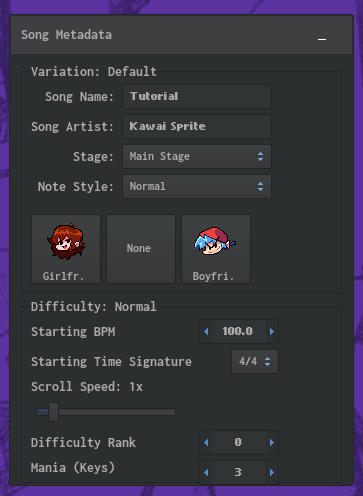 Song Metadata
Variation: Default
Song Name: Tutorial
Song Artist: Kawai Sprite
Stage: Main Stage
Note Style: Normal
Girlfr. None Boyfri.
Difficulty: Normal
Starting BPM 100.0
Starting Time Signature 4/4
Scroll Speed: 1x
Difficulty Rank 0
Mania (Keys) 3